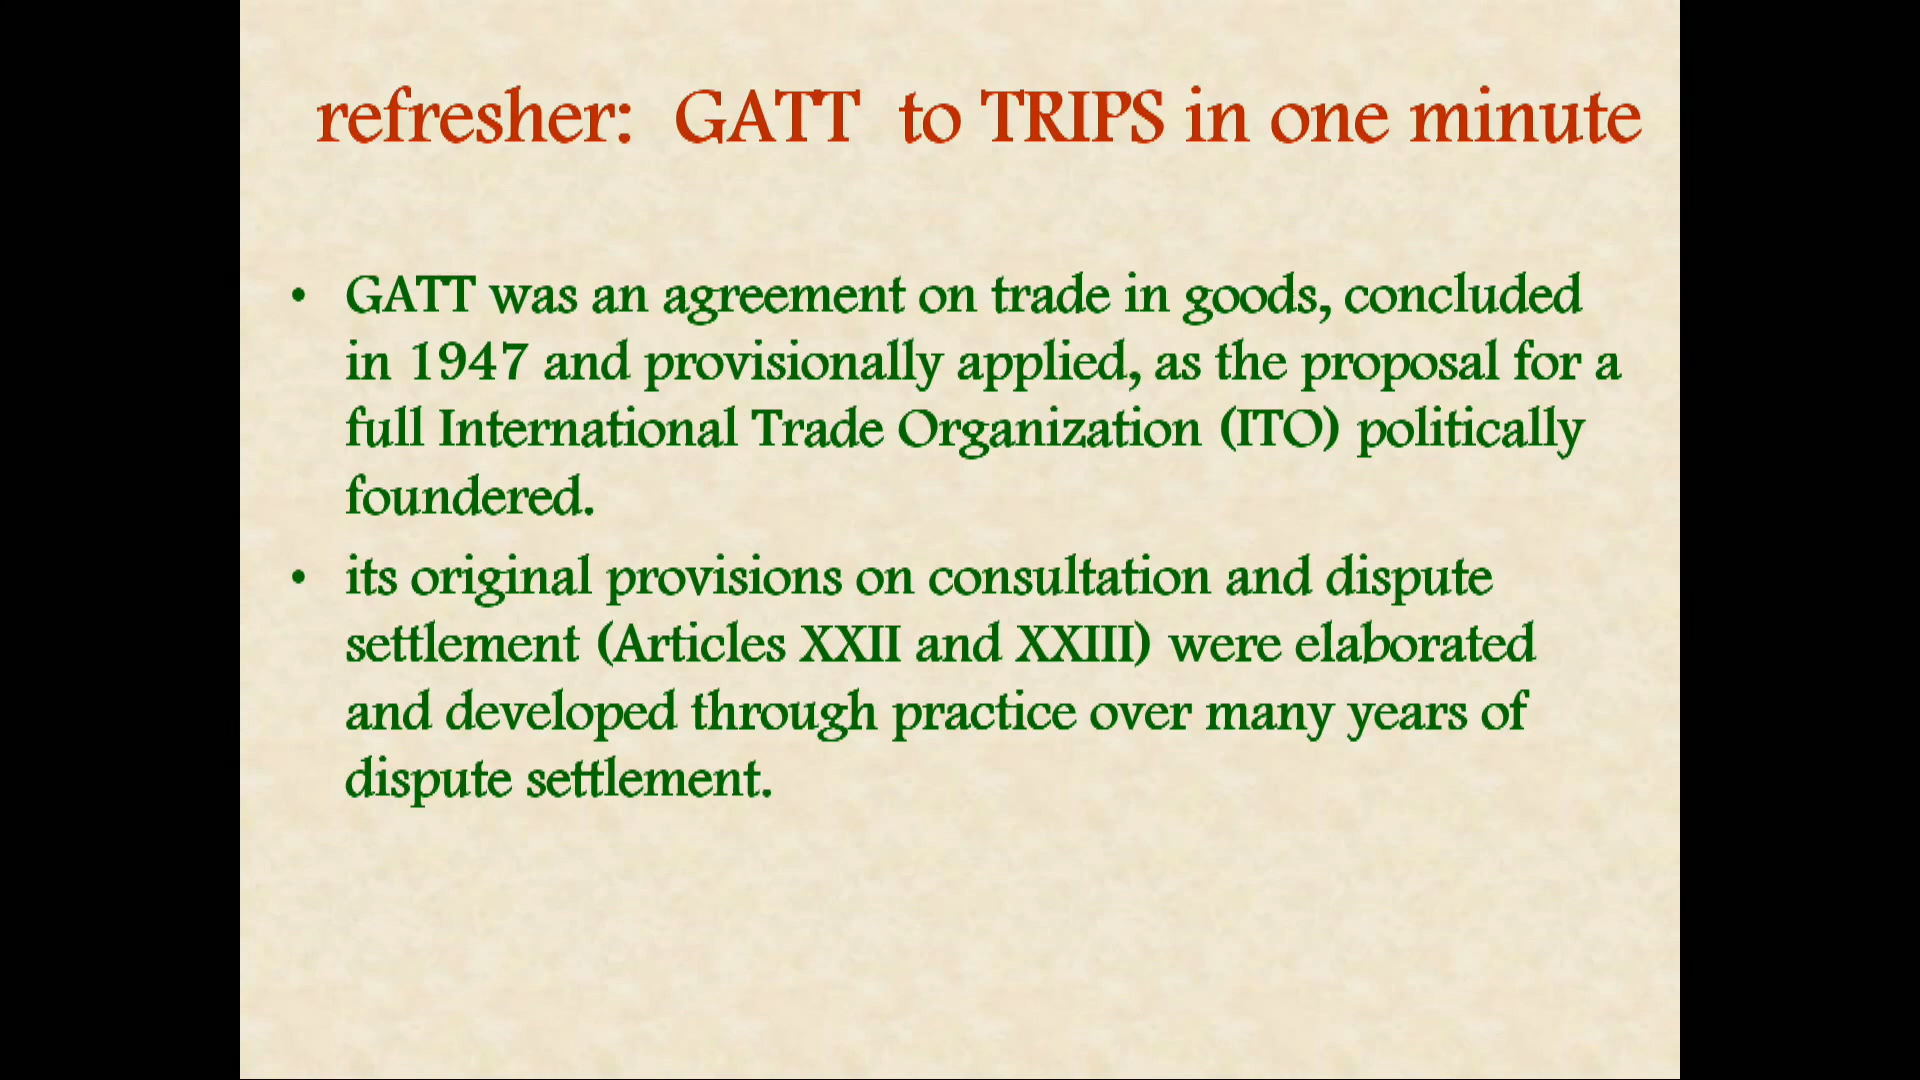 refresher: GATT to TRIPS in one minute
• GATT was an agreement on trade in goods, concluded
in 1947 and provisionally applied, as the proposal for a
full International Trade Organization (ITO) politically
foundered.
• its original provisions on consultation and dispute
settlement (Articles XXII and XXIII) were elaborated
and developed through practice over many years of
dispute settlement.